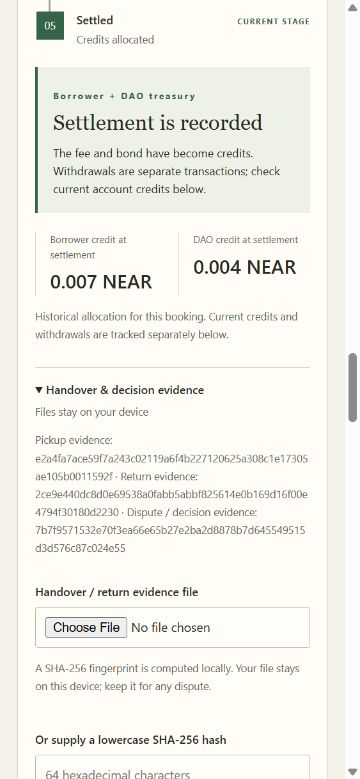 05
Settled
CURRENT STAGE
Credits allocated
Borrower + DAO treasury
Settlement is recorded
The fee and bond have become credits.
Withdrawals are separate transactions; check
current account credits below.
Borrower credit at
settlement
0.007 NEAR
DAO credit at settlement
0.004 NEAR
Historical allocation for this booking. Current credits and
withdrawals are tracked separately below.
▼ Handover & decision evidence
Files stay on your device
Pickup evidence:
e2a4fa7ace59f7a243c02119a6f4b227120625a308c1e17305
ae105b0011592f · Return evidence:
2ce9e440dc8d0e69538a0fabb5abbf825614e0b169d16f00e
4794f30180d2230 · Dispute / decision evidence:
7b7f9571532e70f3ea66e65b27e2ba2d8878b7d645549515
d3d576c87c024e55
Handover / return evidence file
Choose File No file chosen
A SHA-256 fingerprint is computed locally. Your file stays
on this device; keep it for any dispute.
Or supply a lowercase SHA-256 hash
64 hexadecimal characters